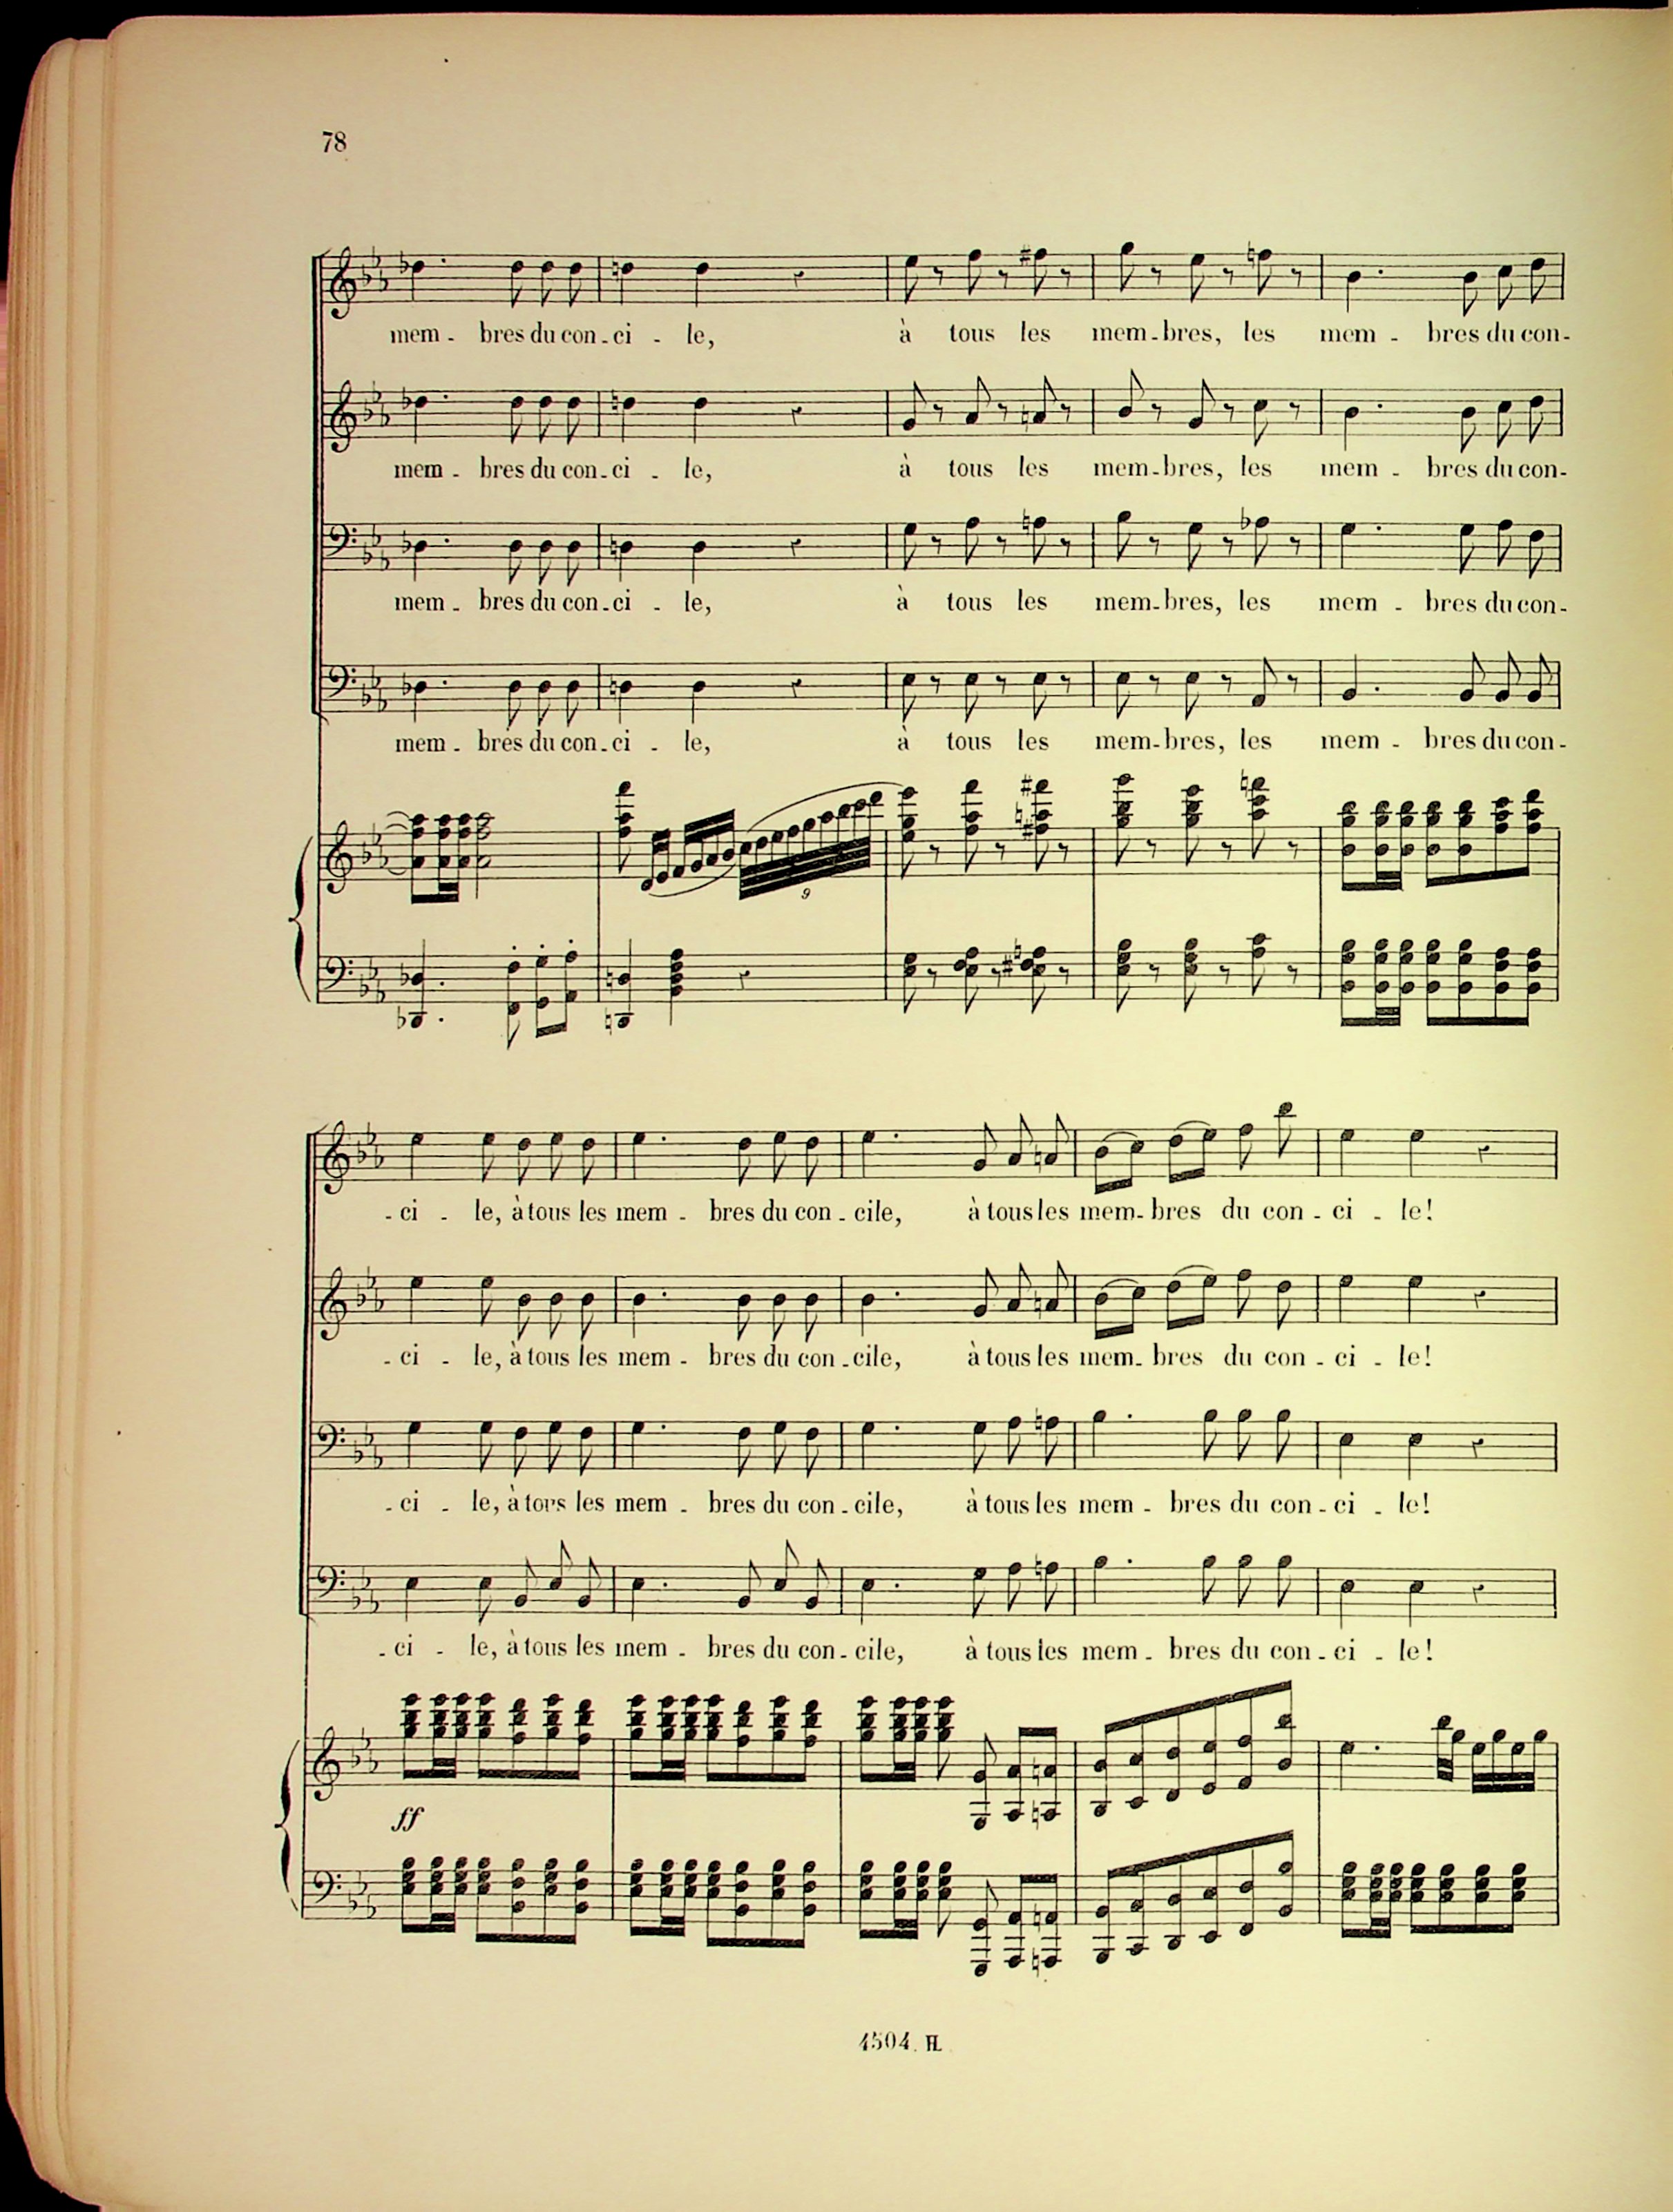 78
mem - bres du con - ci - le, à tous les mem - bres, les mem - bres du con -
mem - bres du con - ci - le, à tous les mem - bres, les mem - bres du con -
mem - bres du con - ci - le, à tous les mem - bres, les mem - bres du con -
mem - bres du con - ci - le, à tous les mem - bres, les mem - bres du con -
9
- ci - le, à tous les mem - bres du con - cile, à tous les mem - bres du con - ci - le!
- ci - le, à tous les mem - bres du con - cile, à tous les mem - bres du con - ci - le!
- ci - le, à tors les mem - bres du con - cile, à tous les mem - bres du con - ci - le!
- ci - le, à tous les mem - bres du con - cile, à tous les mem - bres du con - ci - le!
ff
4504. H.